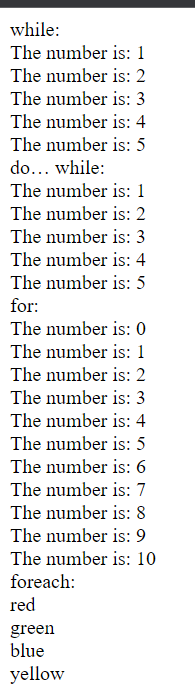 while:
The number is: 1
The number is: 2
The number is: 3
The number is: 4
The number is: 5
do… while:
The number is: 1
The number is: 2
The number is: 3
The number is: 4
The number is: 5
for:
The number is: 0
The number is: 1
The number is: 2
The number is: 3
The number is: 4
The number is: 5
The number is: 6
The number is: 7
The number is: 8
The number is: 9
The number is: 10
foreach:
red
green
blue
yellow